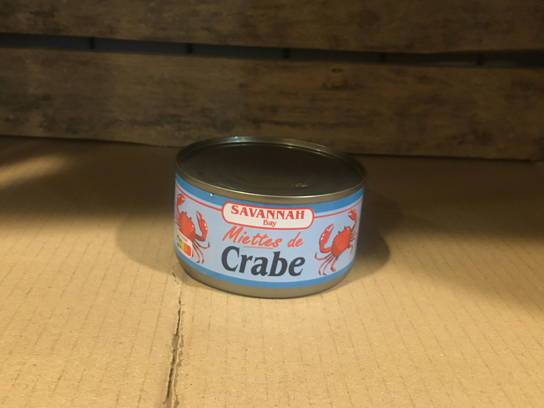 SAVANNAH
Bay
Miettes de
Crabe